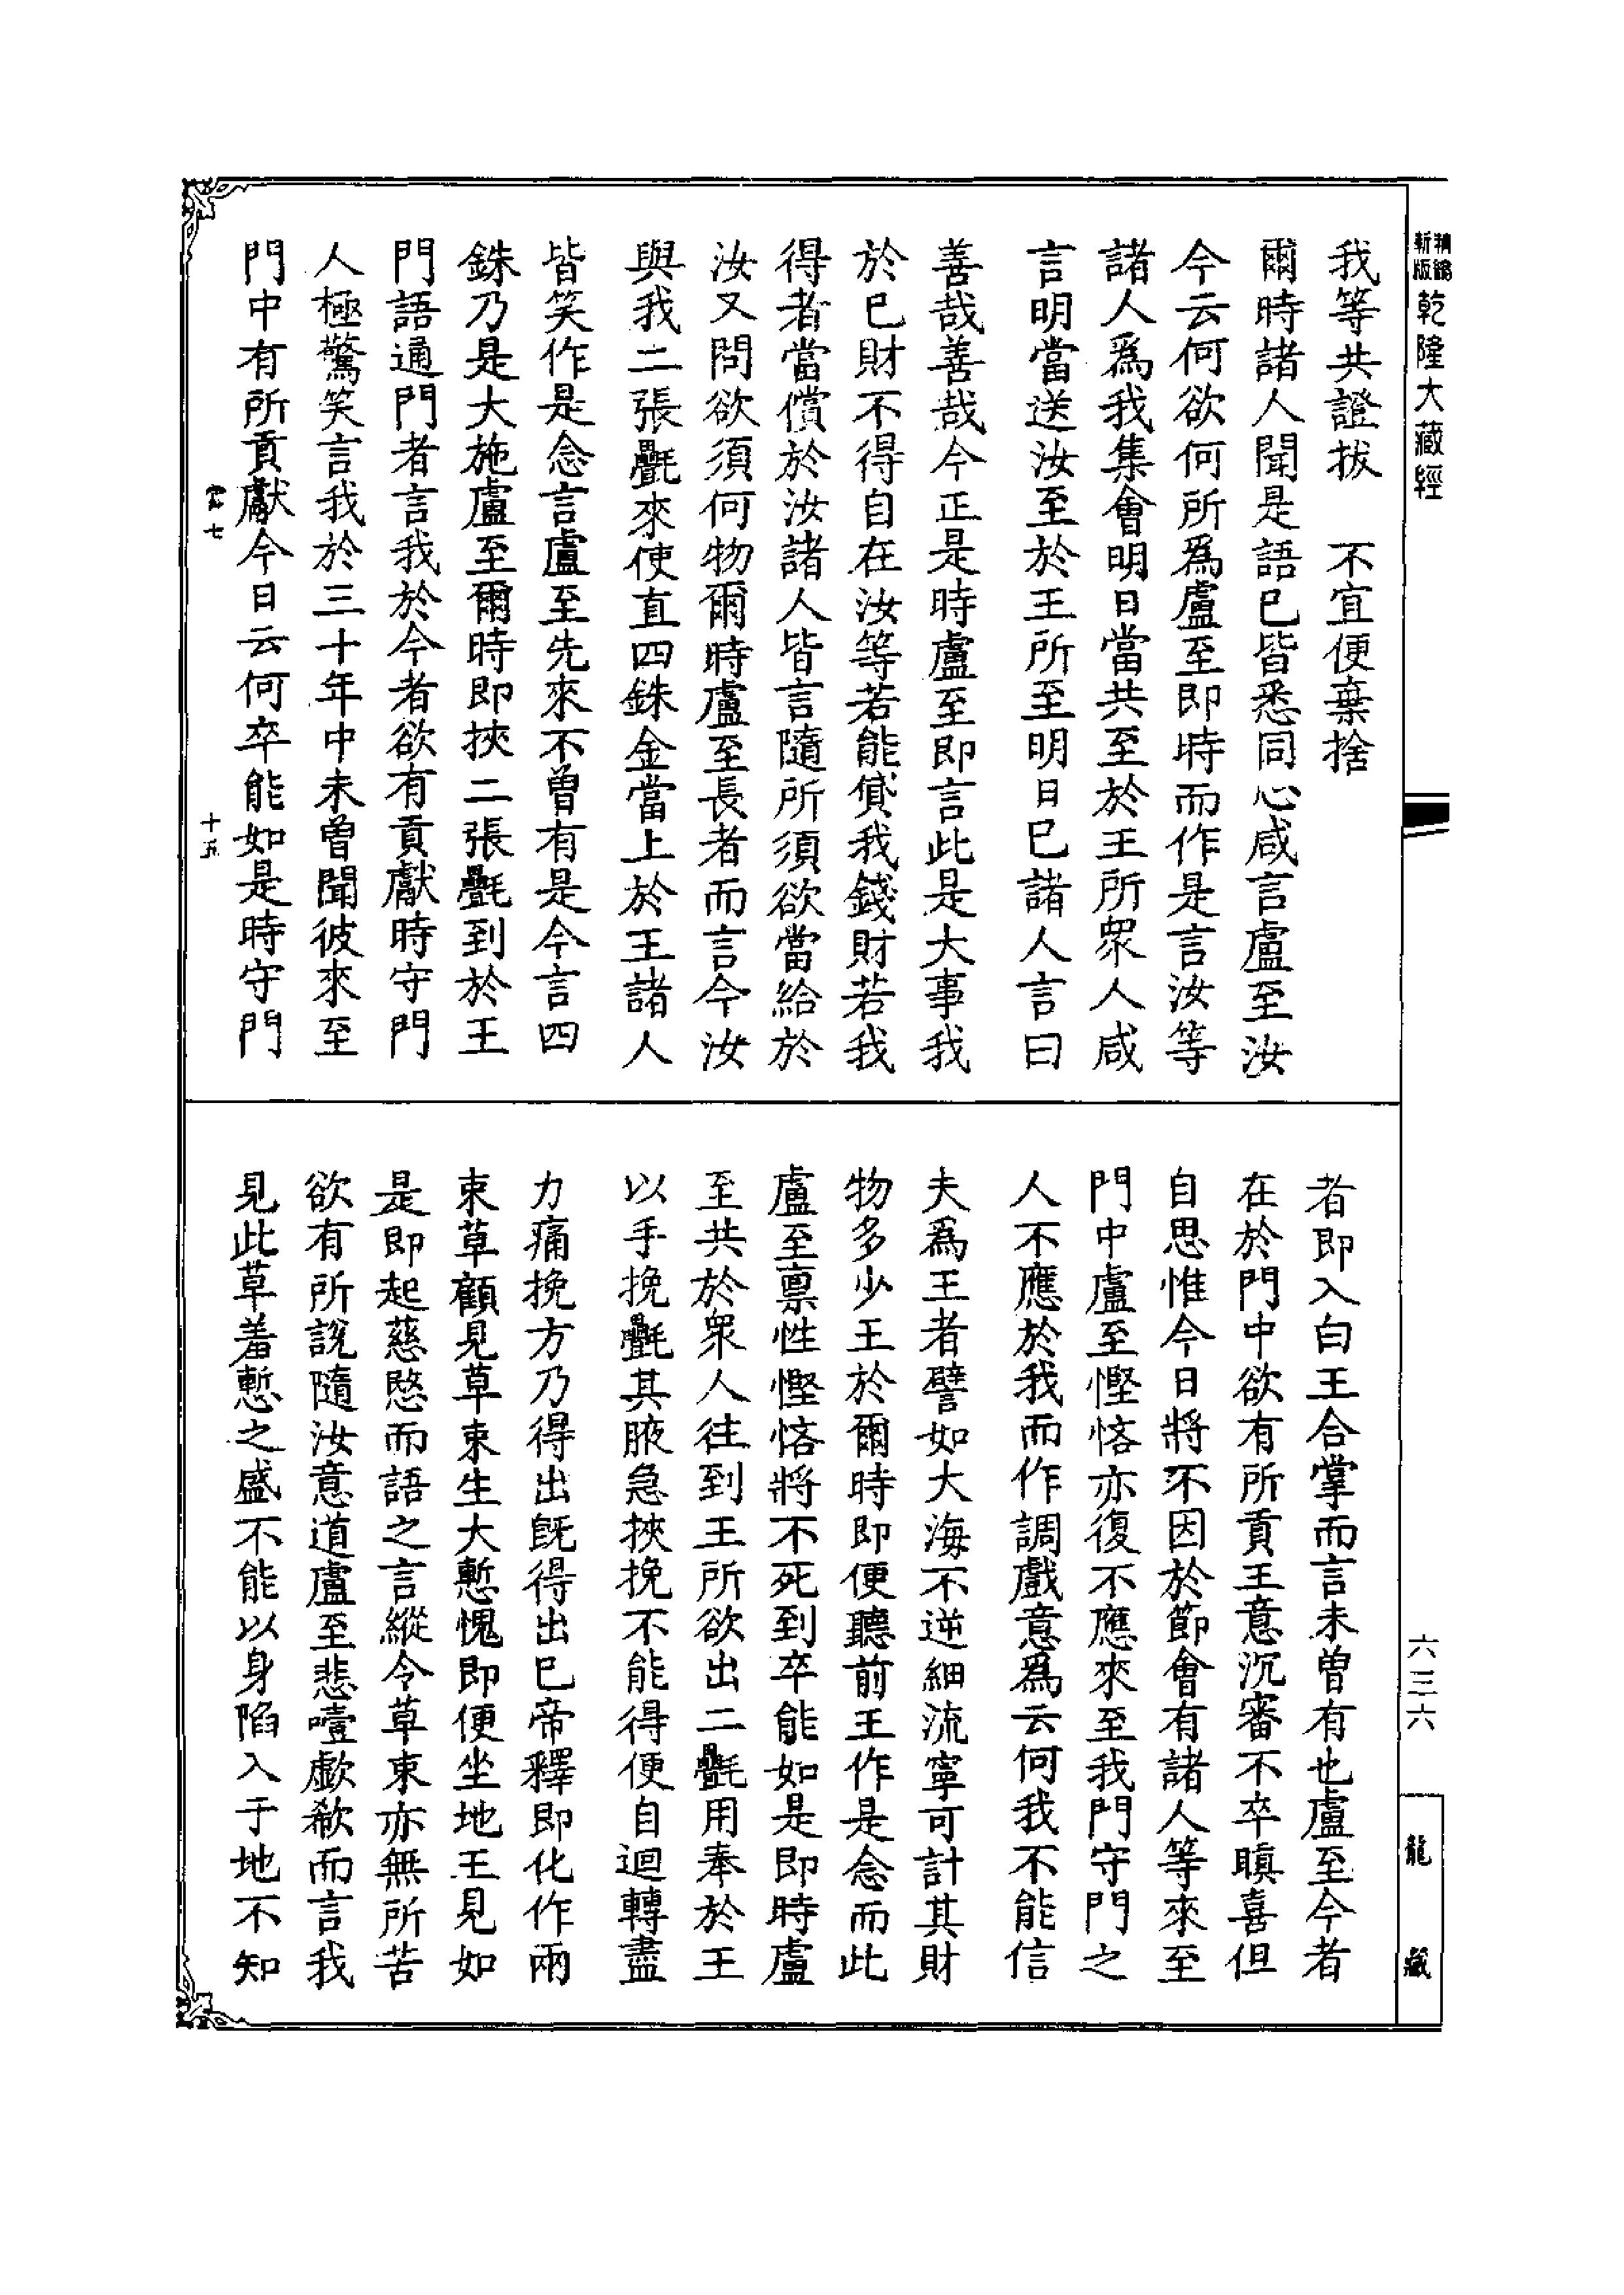 精鐫新版乾隆大藏經
我等共證拔　不宜便棄捨
爾時諸人聞是語已皆悉同心咸言盧至汝
今云何欲何所爲盧至即時而作是言汝等
諸人爲我集會明日當共至於王所衆人咸
言明當送汝至於王所至明日已諸人言曰
善哉善哉今正是時盧至即言此是大事我
於已財不得自在汝等若能貸我錢財若我
得者當償於汝諸人皆言隨所須欲當給於
汝又問欲須何物爾時盧至長者而言今汝
與我二張㲲來使直四銖金當上於王諸人
皆笑作是念言盧至先來不曾有是今言四
銖乃是大施盧至爾時即挾二張㲲到於王
門語通門者言我於今者欲有貢獻時守門
人極驚笑言我於三十年中未曾聞彼來至
門中有所貢獻今日云何卒能如是時守門
七
十五
者即入白王合掌而言未曾有也盧至今者
在於門中欲有所貢王意沉審不卒瞋喜但
自思惟今日將不因於節會有諸人等來至
門中盧至慳悋亦復不應來至我門守門之
人不應於我而作調戲意爲云何我不能信
夫爲王者譬如大海不逆細流寧可計其財
物多少王於爾時即便聽前王作是念而此
盧至禀性慳悋將不死到卒能如是即時盧
至共於衆人往到王所欲出二㲲用奉於王
以手挽㲲其腋急挾挽不能得便自迴轉盡
力痛挽方乃得出既得出已帝釋即化作兩
束草顧見草束生大慙愧即便坐地王見如
是即起慈愍而語之言縱令草束亦無所苦
欲有所說隨汝意道盧至悲噎歔欷而言我
見此草羞慙之盛不能以身陷入于地不知
六三六
龍藏